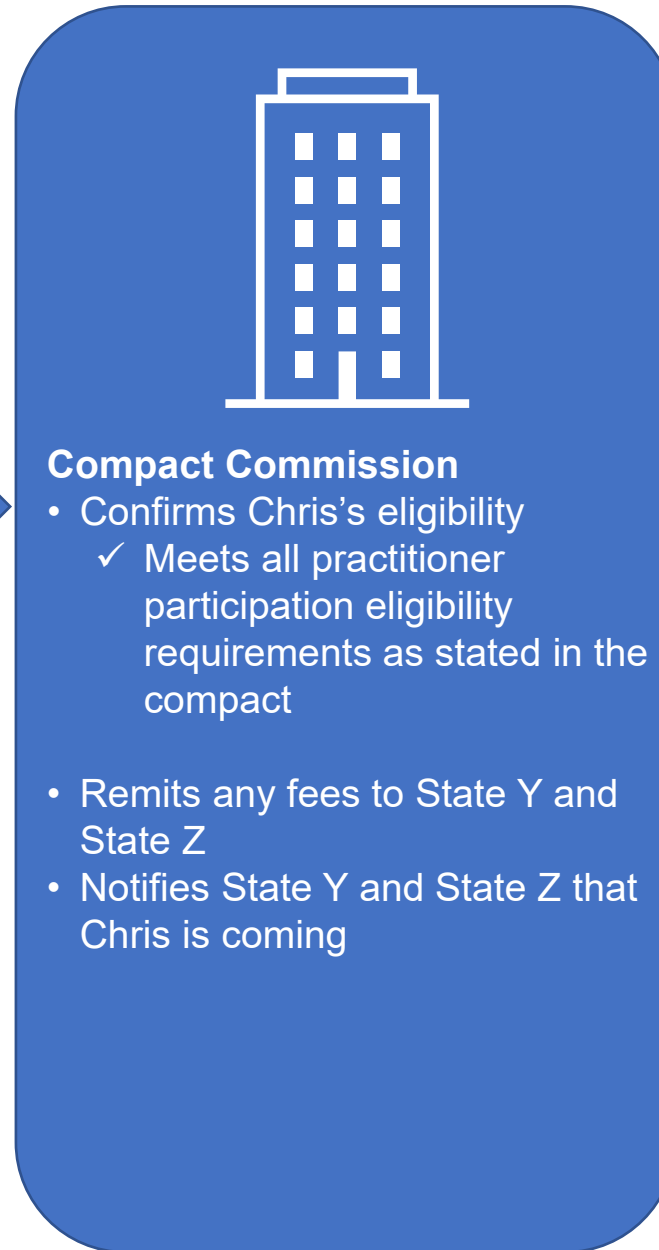 Compact Commission
• Confirms Chris's eligibility
✓ Meets all practitioner
participation eligibility
requirements as stated in the
compact
• Remits any fees to State Y and
State Z
• Notifies State Y and State Z that
Chris is coming